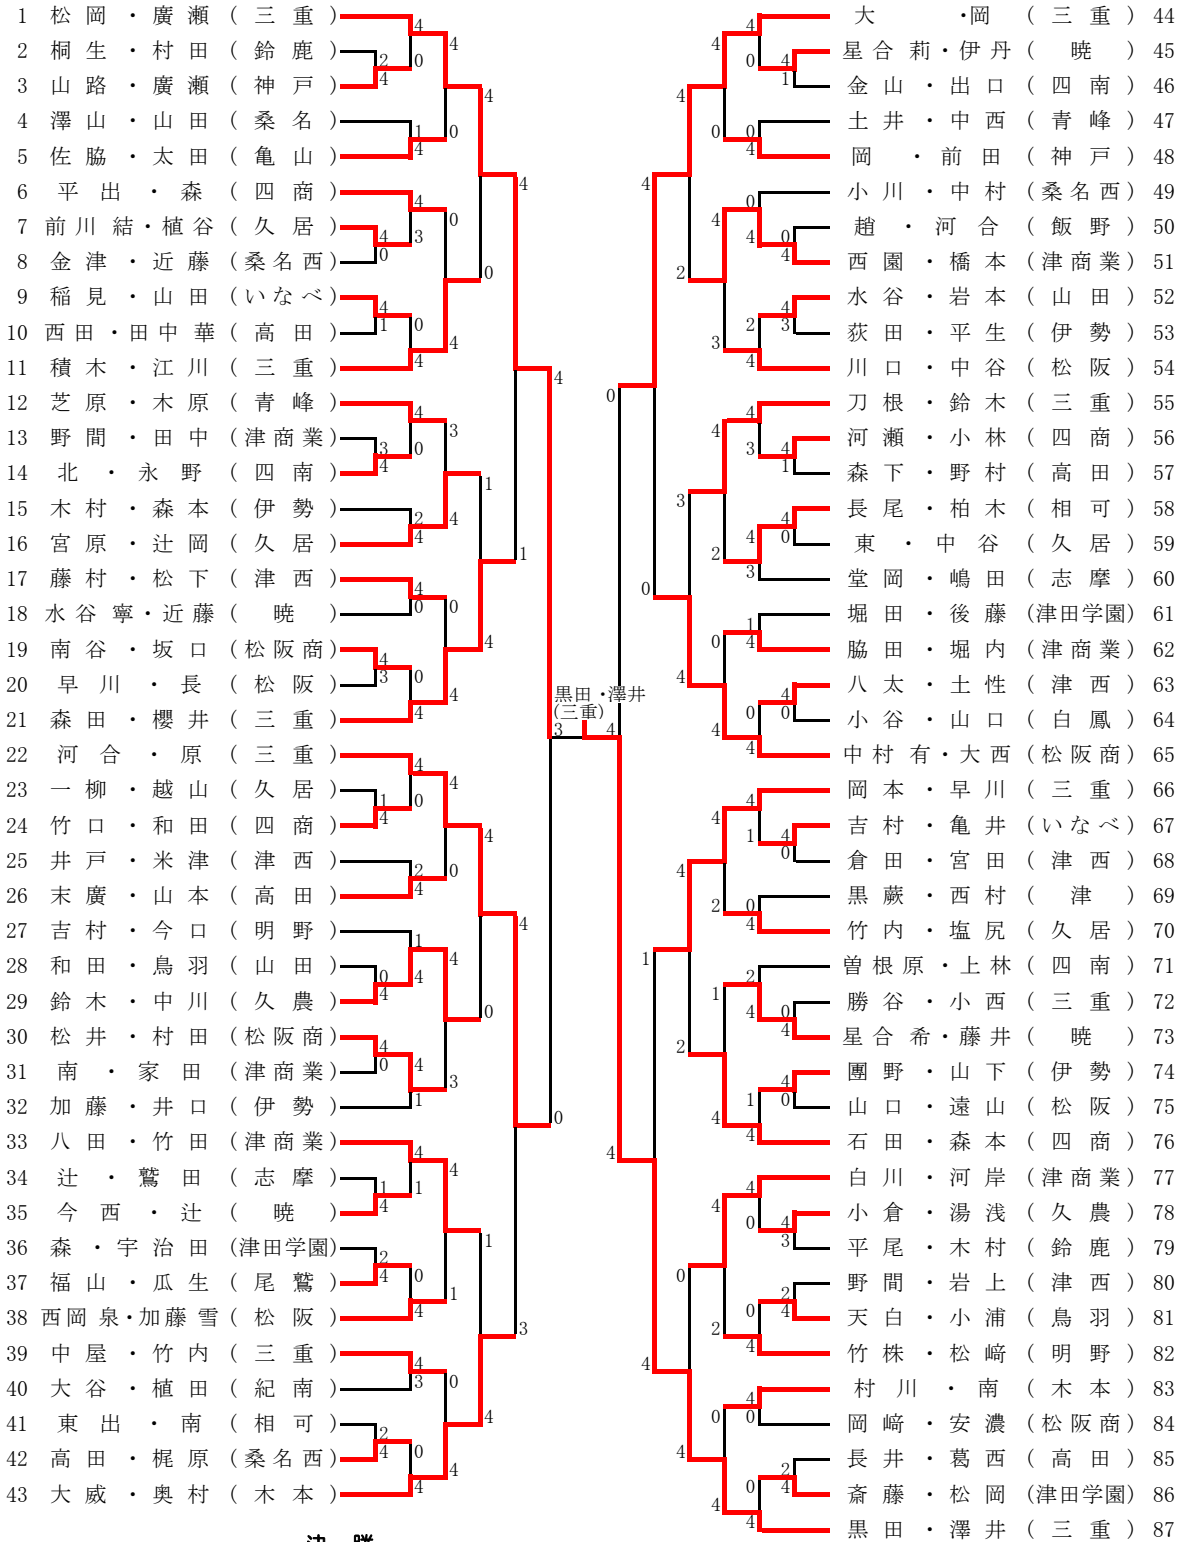 1 松岡・廣瀬(三重)
2 桐生・村田(鈴鹿)
3 山路・廣瀬(神戸)
4 澤山・山田(桑名)
5 佐脇・太田(亀山)
6 平出・森(四商)
7 前川結・植谷(久居)
8 金津・近藤(桑名西)
9 稲見・山田(いなべ)
10 西田・田中華(高田)
11 積木・江川(三重)
12 芝原・木原(青峰)
13 野間・田中(津商業)
14 北・永野(四南)
15 木村・森本(伊勢)
16 宮原・辻岡(久居)
17 藤村・松下(津西)
18 水谷寧・近藤(暁)
19 南谷・坂口(松阪商)
20 早川・長(松阪)
21 森田・櫻井(三重)
22 河合・原(三重)
23 一柳・越山(久居)
24 竹口・和田(四商)
25 井戸・米津(津西)
26 末廣・山本(高田)
27 吉村・今口(明野)
28 和田・鳥羽(山田)
29 鈴木・中川(久農)
30 松井・村田(松阪商)
31 南・家田(津商業)
32 加藤・井口(伊勢)
33 八田・竹田(津商業)
34 辻・鷲田(志摩)
35 今西・辻(暁)
36 森・宇治田(津田学園)
37 福山・瓜生(尾鷲)
38 西岡泉・加藤雪(松阪)
39 中屋・竹内(三重)
40 大谷・植田(紀南)
41 東出・南(相可)
42 高田・梶原(桑名西)
43 大威・奥村(木本)
黒田・澤井
(三重)
3 4
大・岡(三重) 44
星合莉・伊丹(暁) 45
金山・出口(四南) 46
土井・中西(青峰) 47
岡・前田(神戸) 48
小川・中村(桑名西) 49
趙・河合(飯野) 50
西園・橋本(津商業) 51
水谷・岩本(山田) 52
荻田・平生(伊勢) 53
川口・中谷(松阪) 54
刀根・鈴木(三重) 55
河瀬・小林(四商) 56
森下・野村(高田) 57
長尾・柏木(相可) 58
東・中谷(久居) 59
堂岡・嶋田(志摩) 60
堀田・後藤(津田学園) 61
脇田・堀内(津商業) 62
八太・土性(津西) 63
小谷・山口(白鳳) 64
中村有・大西(松阪商) 65
岡本・早川(三重) 66
吉村・亀井(いなべ) 67
倉田・宮田(津西) 68
黒蕨・西村(津) 69
竹内・塩尻(久居) 70
曽根原・上林(四南) 71
勝谷・小西(三重) 72
星合希・藤井(暁) 73
團野・山下(伊勢) 74
山口・遠山(松阪) 75
石田・森本(四商) 76
白川・河岸(津商業) 77
小倉・湯浅(久農) 78
平尾・木村(鈴鹿) 79
野間・岩上(津西) 80
天白・小浦(鳥羽) 81
竹株・松﨑(明野) 82
村川・南(木本) 83
岡﨑・安濃(松阪商) 84
長井・葛西(高田) 85
斎藤・松岡(津田学園) 86
黒田・澤井(三重) 87